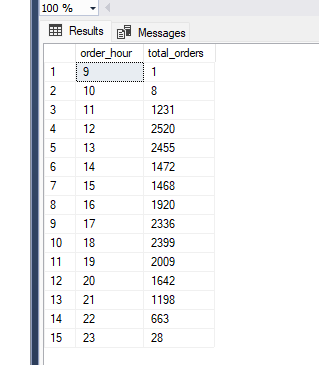 100 %
Results Messages
order_hour total_orders
1 9 1
2 10 8
3 11 1231
4 12 2520
5 13 2455
6 14 1472
7 15 1468
8 16 1920
9 17 2336
10 18 2399
11 19 2009
12 20 1642
13 21 1198
14 22 663
15 23 28